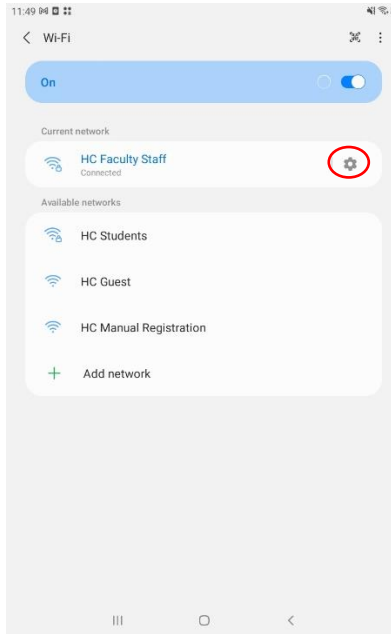 11:49
Wi-Fi
On
Current network
HC Faculty Staff
Connected
Available networks
HC Students
HC Guest
HC Manual Registration
Add network